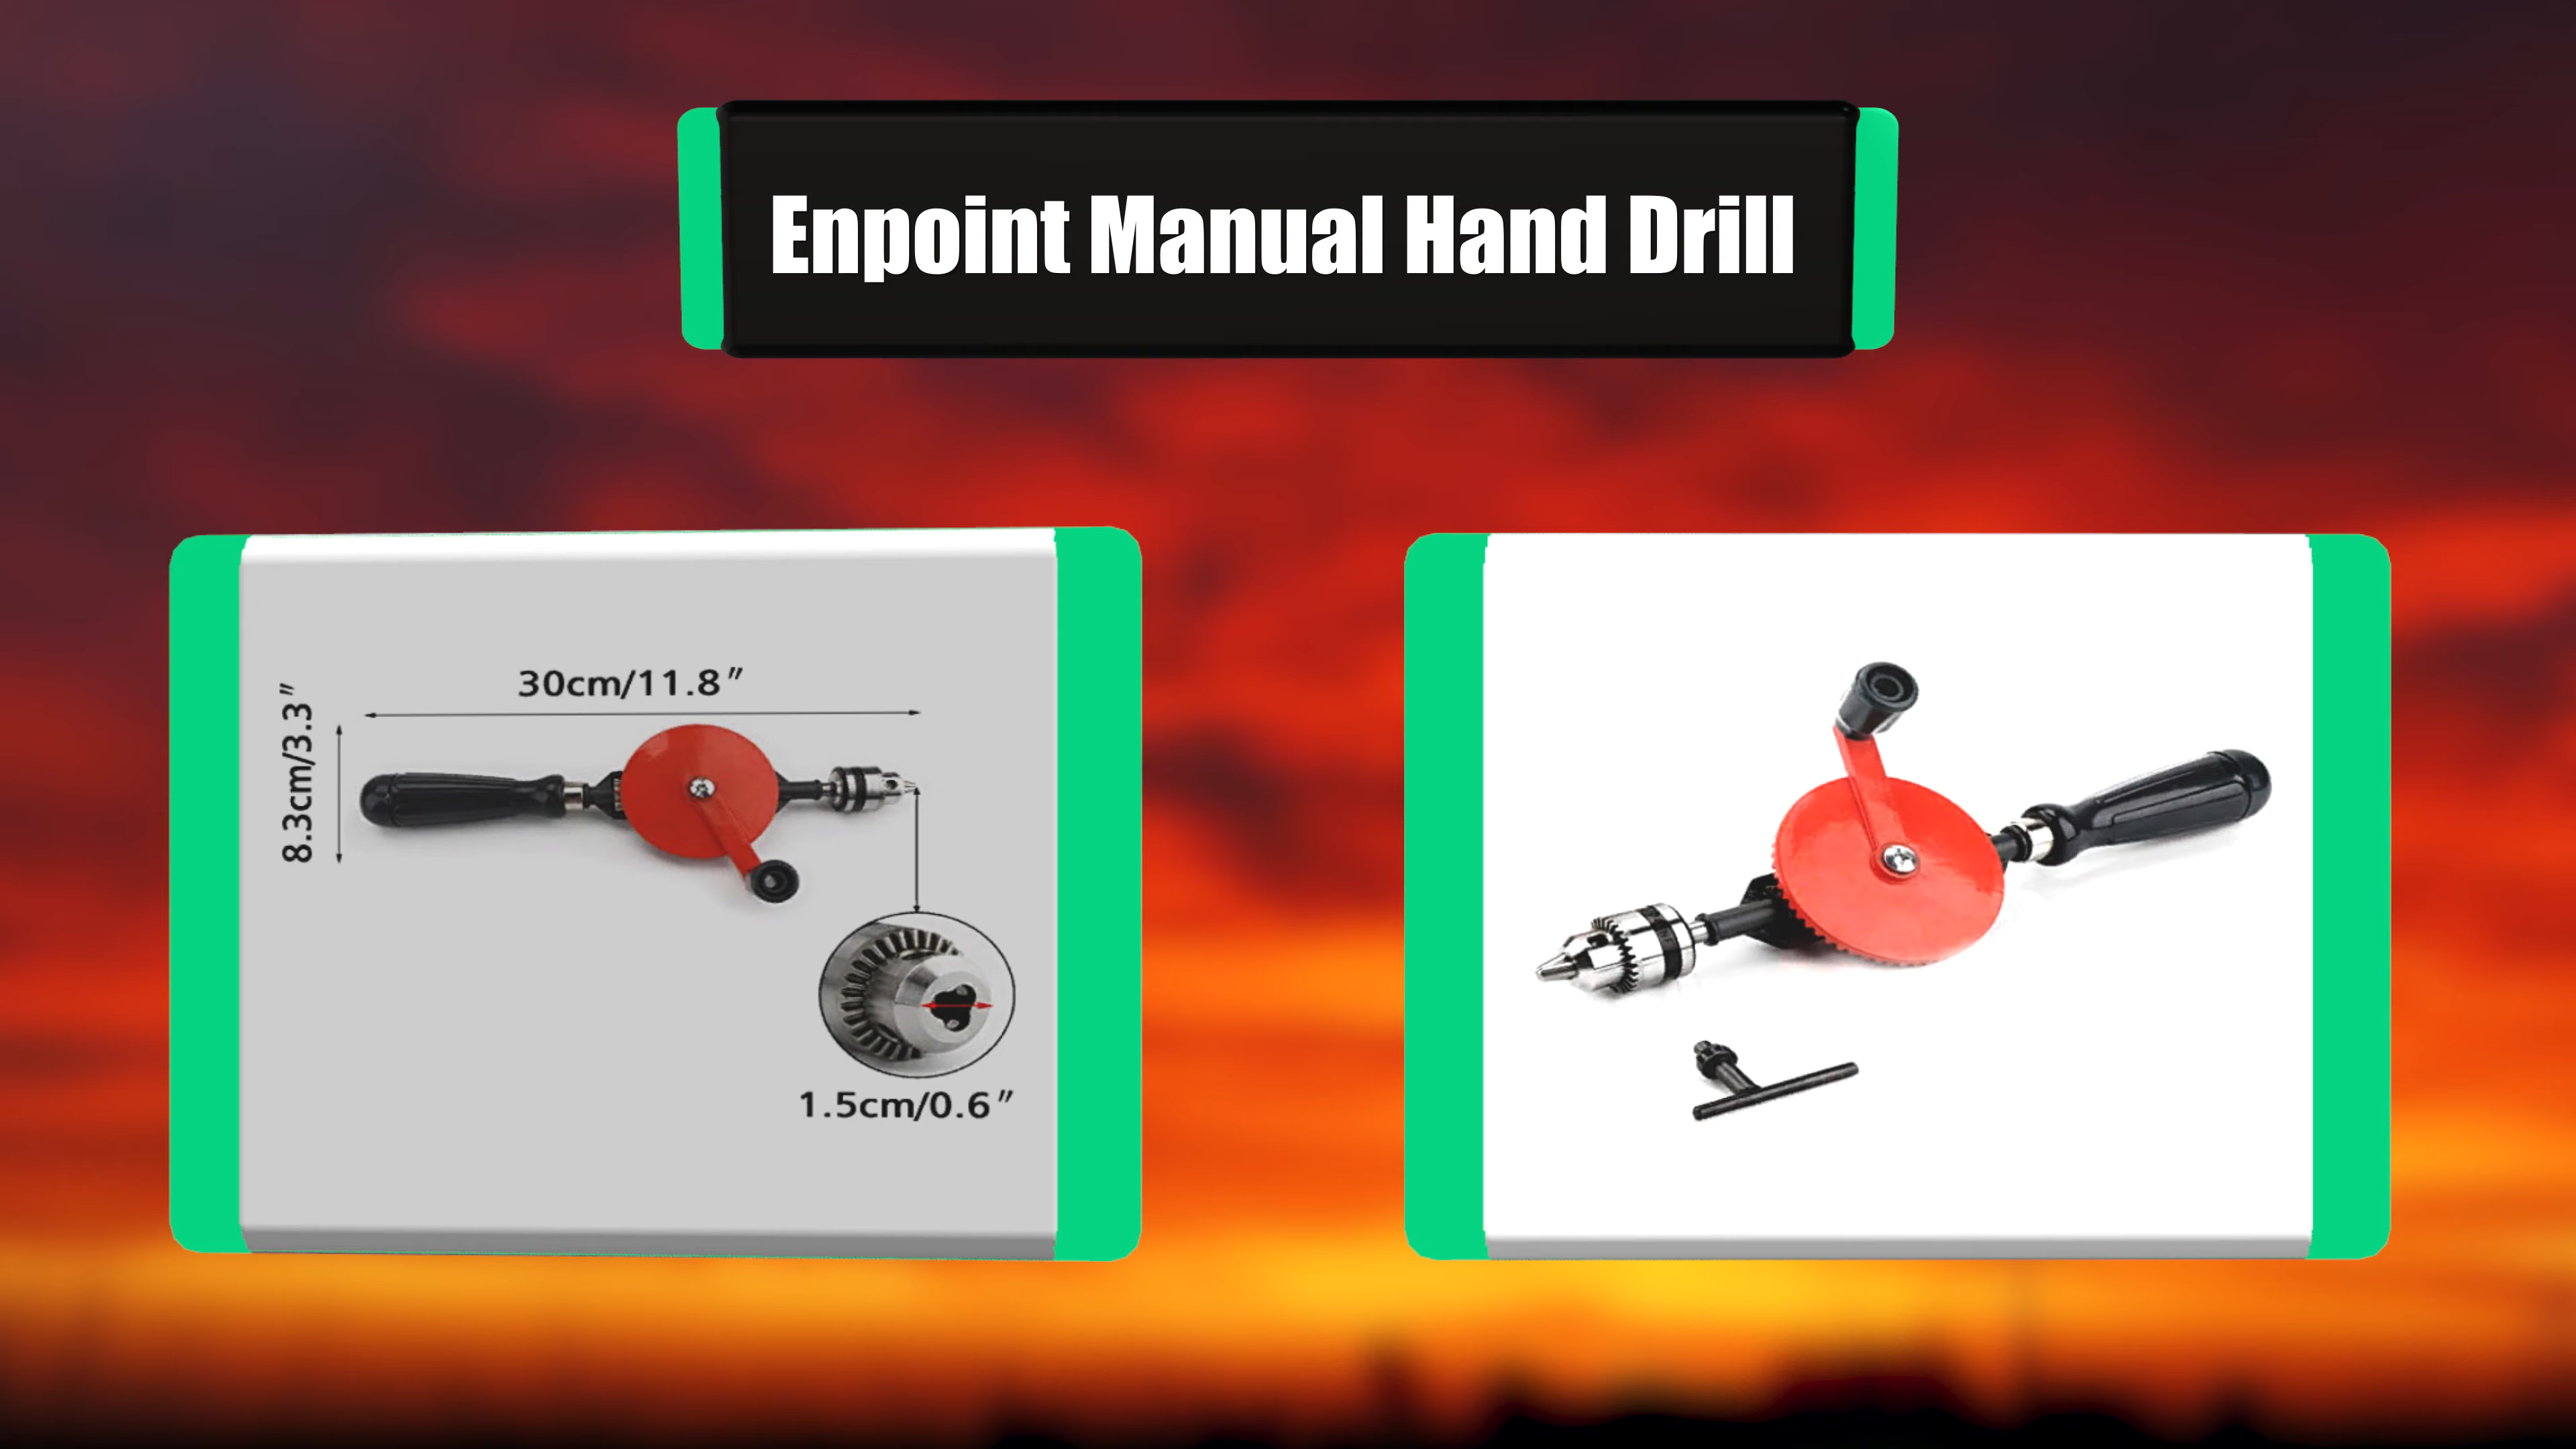 Enpoint Manual Hand Drill
30cm/11.8″
8.3cm/3.3″
1.5cm/0.6″